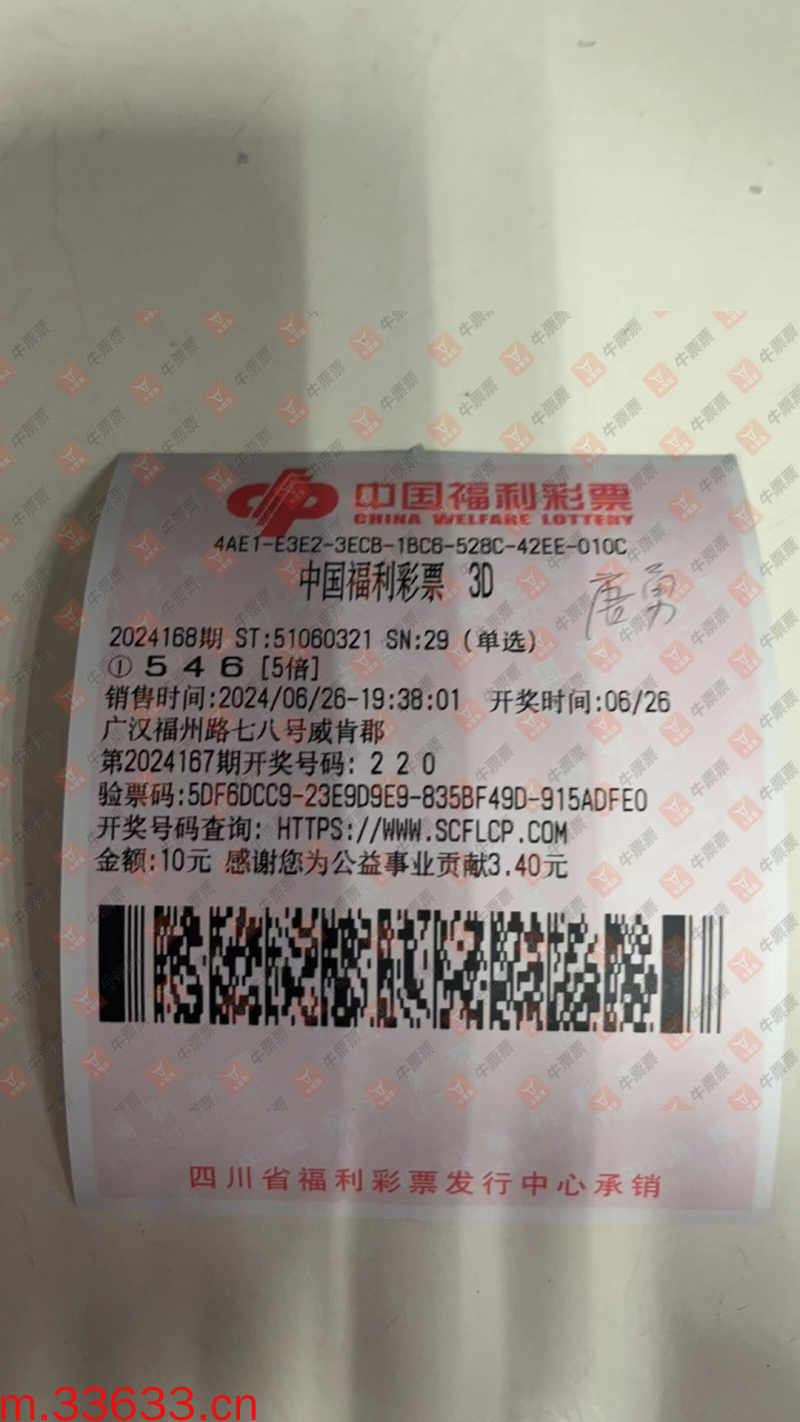 中国福利彩票
CHINA WELFARE LOTTERY
4AE1-E3E2-3ECB-1BC6-528C-42EE-010C
中国福利彩票 3D
唐勇
2024168期 ST:51060321 SN:29 (单选)
① 5 4 6 [5倍]
销售时间:2024/06/26-19:38:01 开奖时间:06/26
广汉福州路七八号威肯郡
第2024167期开奖号码: 2 2 0
验票码:5DF6DCC9-23E9D9E9-835BF49D-915ADFE0
开奖号码查询: HTTPS://WWW.SCFLCP.COM
金额:10元 感谢您为公益事业贡献3.40元
四川省福利彩票发行中心承销
牛票票
m.33633.cn